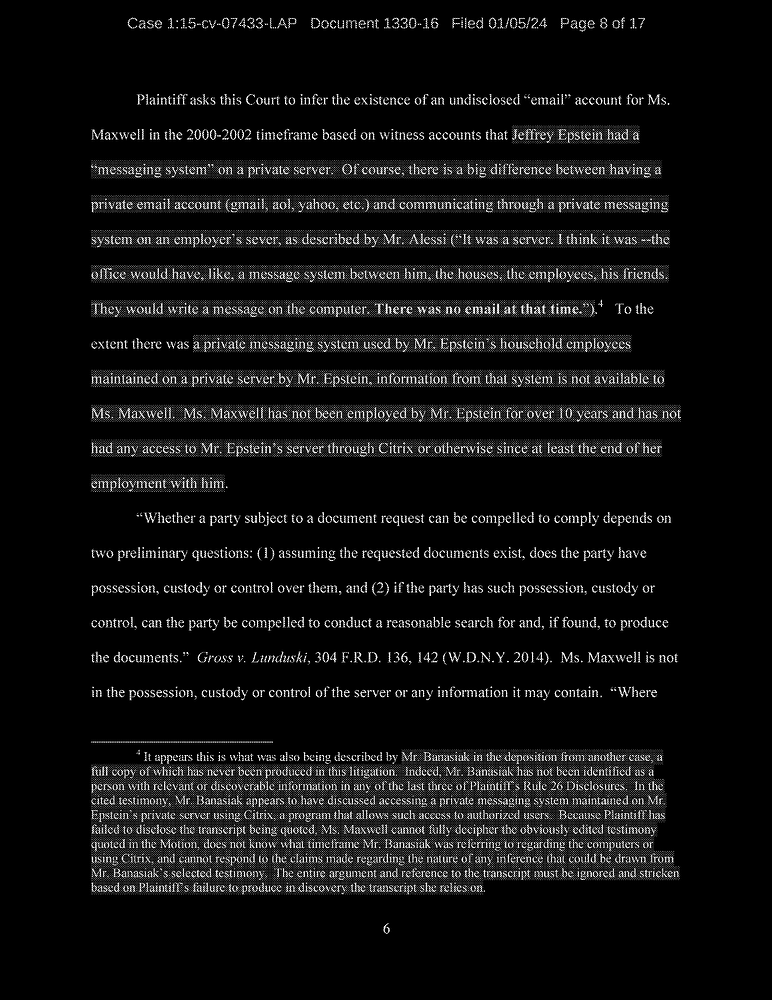 Case 1:15-cv-07433-LAP Document 1330-16 Filed 01/05/24 Page 8 of 17
Plaintiff asks this Court to infer the existence of an undisclosed “email” account for Ms.
Maxwell in the 2000-2002 timeframe based on witness accounts that Jeffrey Epstein had a
“messaging system” on a private server. Of course, there is a big difference between having a
private email account (gmail, aol, yahoo, etc.) and communicating through a private messaging
system on an employer’s sever, as described by Mr. Alessi (“It was a server. I think it was --the
office would have, like, a message system between him, the houses, the employees, his friends.
They would write a message on the computer. There was no email at that time.”).4 To the
extent there was a private messaging system used by Mr. Epstein’s household employees
maintained on a private server by Mr. Epstein, information from that system is not available to
Ms. Maxwell. Ms. Maxwell has not been employed by Mr. Epstein for over 10 years and has not
had any access to Mr. Epstein’s server through Citrix or otherwise since at least the end of her
employment with him.
“Whether a party subject to a document request can be compelled to comply depends on
two preliminary questions: (1) assuming the requested documents exist, does the party have
possession, custody or control over them, and (2) if the party has such possession, custody or
control, can the party be compelled to conduct a reasonable search for and, if found, to produce
the documents.” Gross v. Lunduski, 304 F.R.D. 136, 142 (W.D.N.Y. 2014). Ms. Maxwell is not
in the possession, custody or control of the server or any information it may contain. “Where
4 It appears this is what was also being described by Mr. Banasiak in the deposition from another case, a
full copy of which has never been produced in this litigation. Indeed, Mr. Banasiak has not been identified as a
person with relevant or discoverable information in any of the last three of Plaintiff’s Rule 26 Disclosures. In the
cited testimony, Mr. Banasiak appears to have discussed accessing a private messaging system maintained on Mr.
Epstein’s private server using Citrix, a program that allows such access to authorized users. Because Plaintiff has
failed to disclose the transcript being quoted, Ms. Maxwell cannot fully decipher the obviously edited testimony
quoted in the Motion, does not know what timeframe Mr. Banasiak was referring to regarding the computers or
using Citrix, and cannot respond to the claims made regarding the nature of any inference that could be drawn from
Mr. Banasiak’s selected testimony. The entire argument and reference to the transcript must be ignored and stricken
based on Plaintiff’s failure to produce in discovery the transcript she relies on.
6